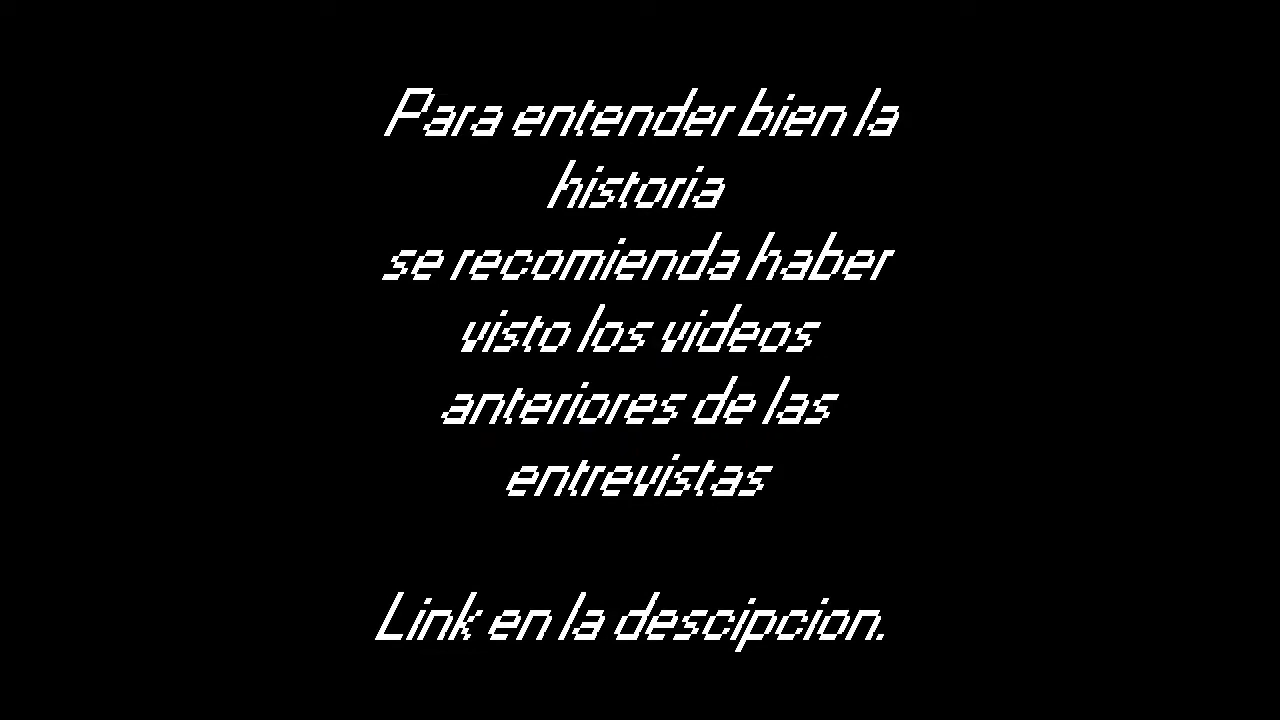 Para entender bien la
historia
se recomienda haber
visto los videos
anteriores de las
entrevistas
Link en la descipcion.